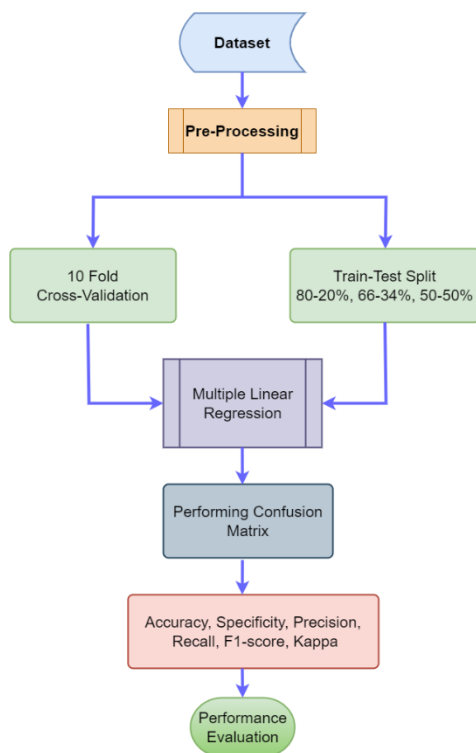 Dataset
Pre-Processing
10 Fold
Cross-Validation
Train-Test Split
80-20%, 66-34%, 50-50%
Multiple Linear
Regression
Performing Confusion
Matrix
Accuracy, Specificity, Precision,
Recall, F1-score, Kappa
Performance
Evaluation